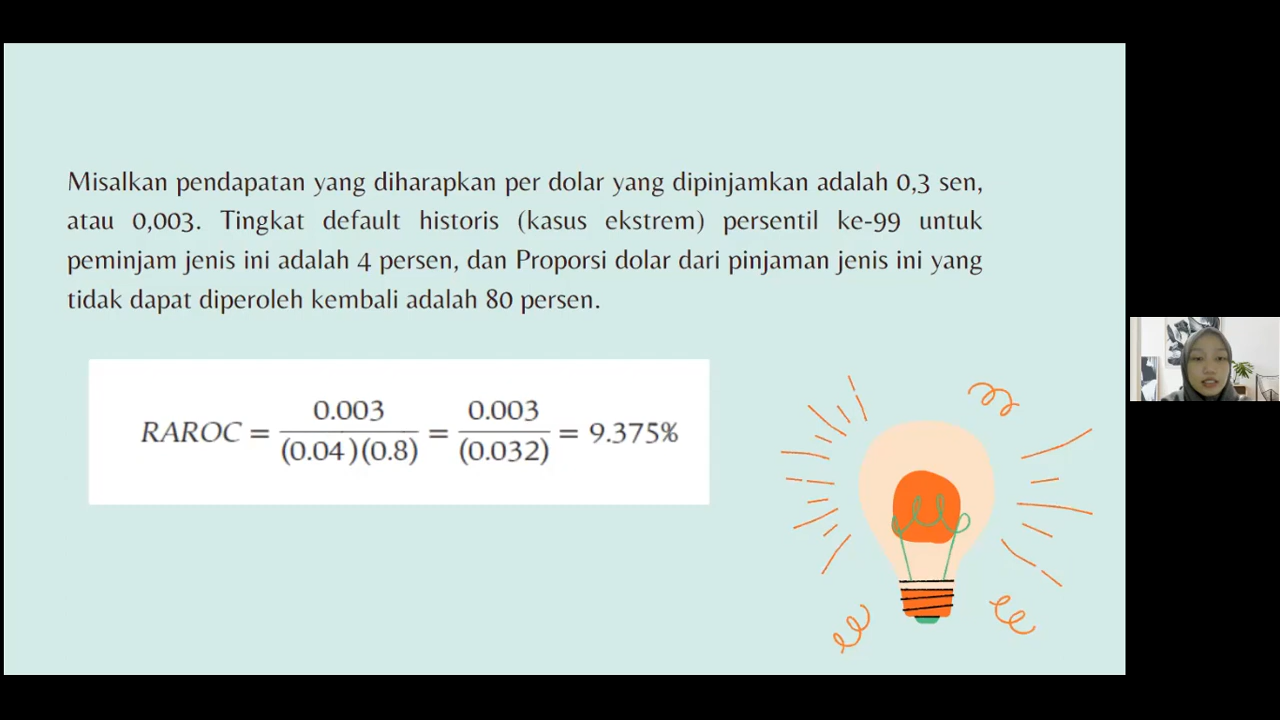 Misalkan pendapatan yang diharapkan per dolar yang dipinjamkan adalah 0,3 sen,
atau 0,003. Tingkat default historis (kasus ekstrem) persentil ke-99 untuk
peminjam jenis ini adalah 4 persen, dan Proporsi dolar dari pinjaman jenis ini yang
tidak dapat diperoleh kembali adalah 80 persen.
RAROC = 0.003 / (0.04)(0.8) = 0.003 / (0.032) = 9.375%